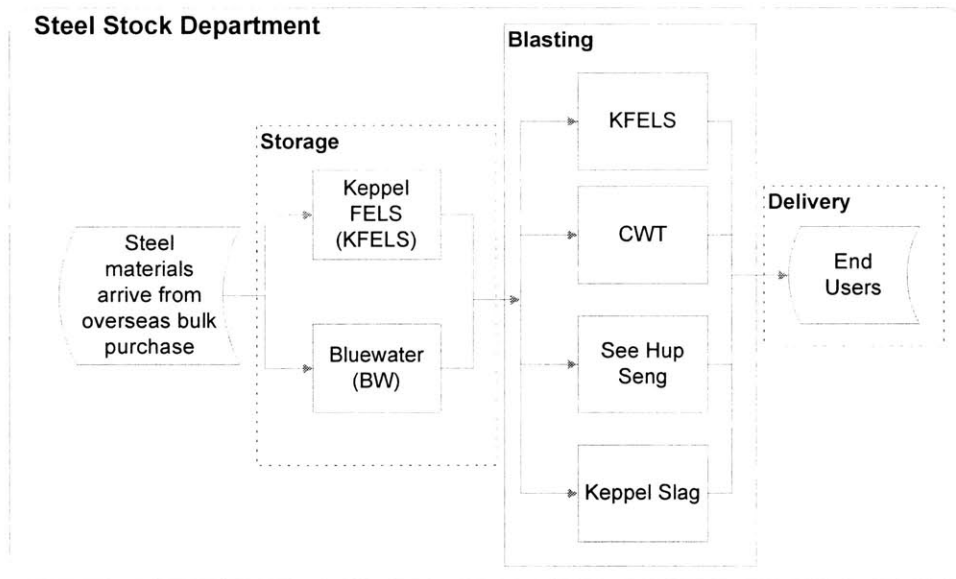 Steel Stock Department
Steel
materials
arrive from
overseas bulk
purchase
Storage
Keppel
FELS
(KFELS)
Bluewater
(BW)
Blasting
KFELS
CWT
See Hup
Seng
Keppel Slag
Delivery
End
Users